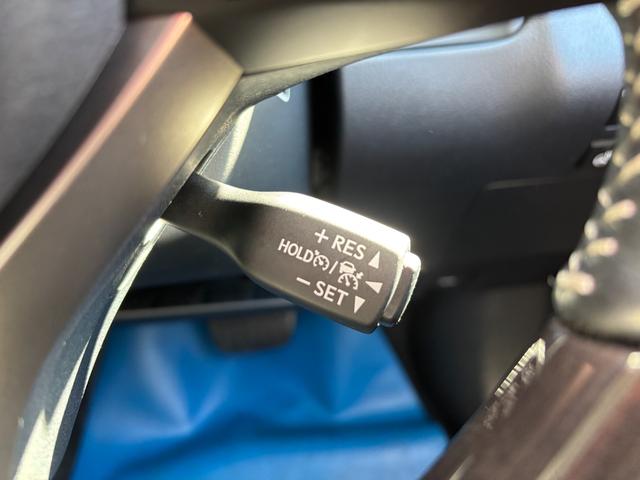 + RES
HOLD /
- SET